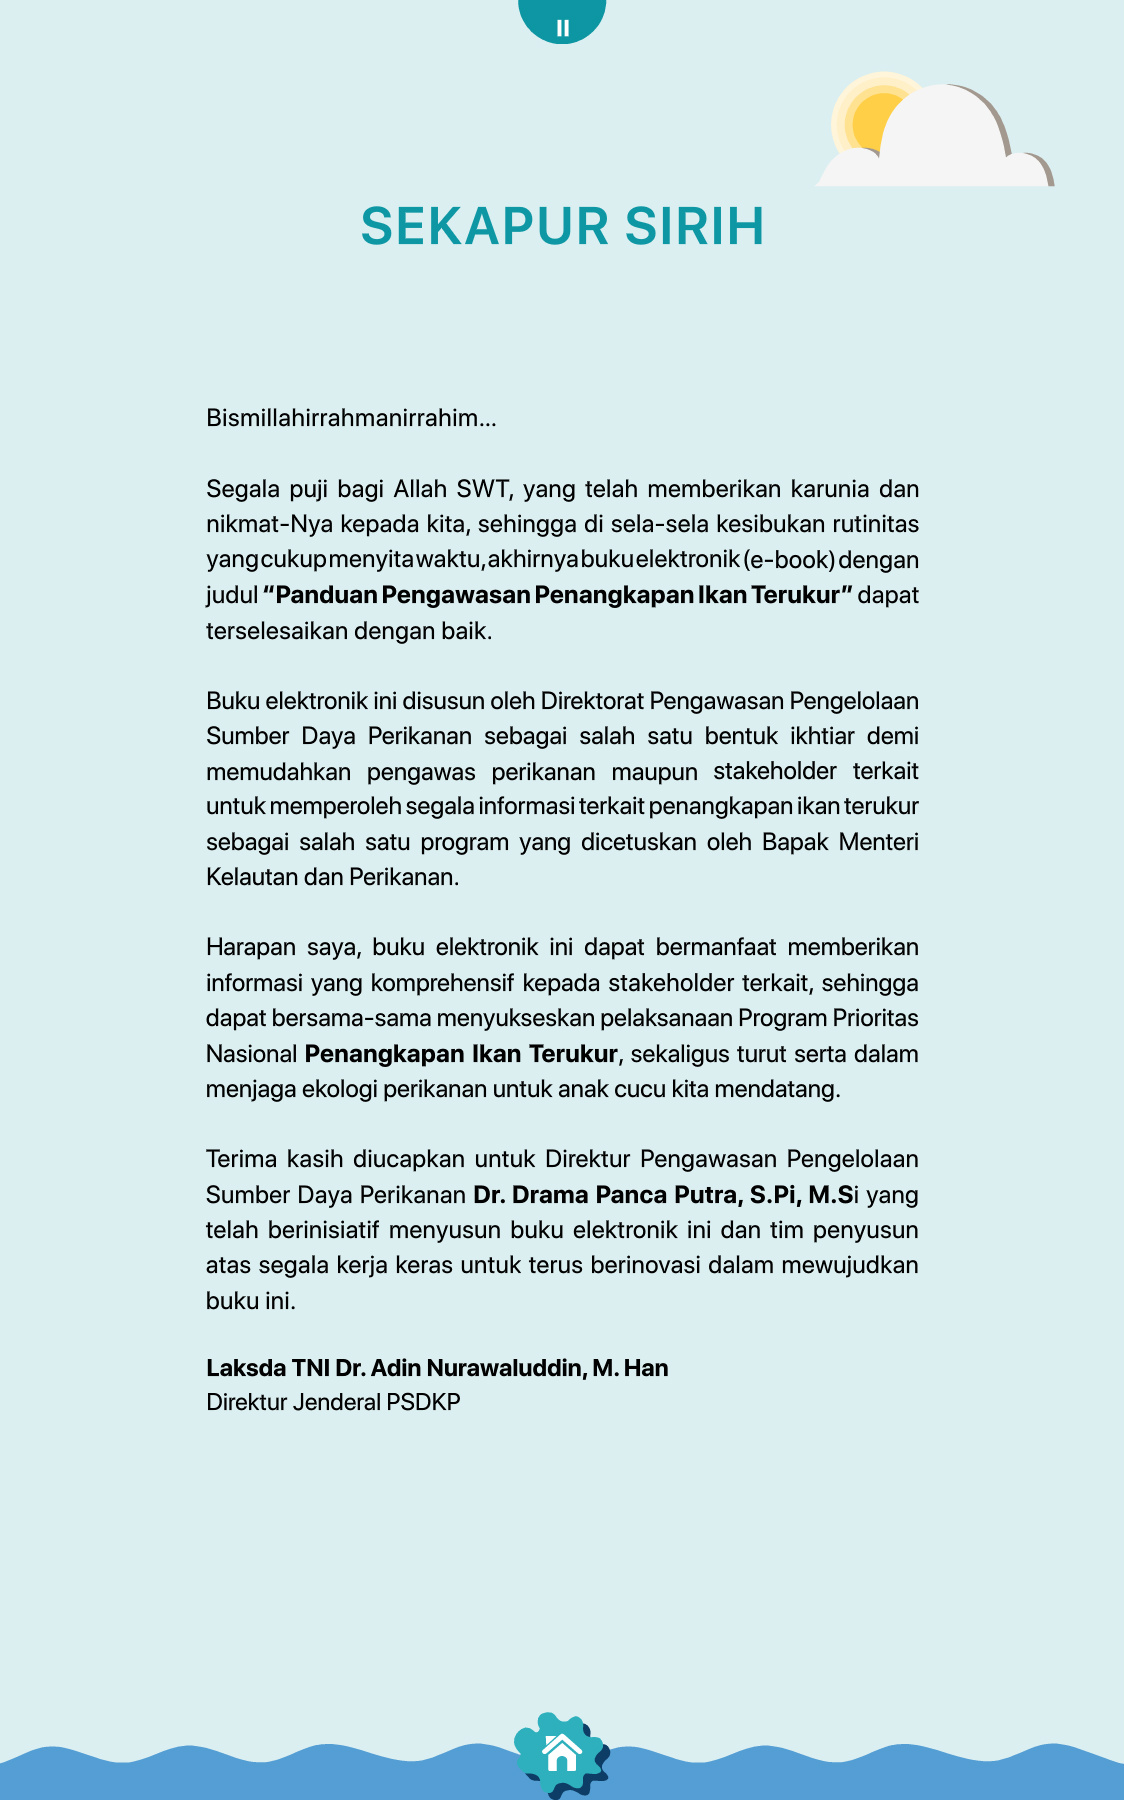 II
SEKAPUR SIRIH
Bismillahirrahmanirrahim...
Segala puji bagi Allah SWT, yang telah memberikan karunia dan
nikmat-Nya kepada kita, sehingga di sela-sela kesibukan rutinitas
yang cukup menyita waktu, akhirnya buku elektronik (e-book) dengan
judul “Panduan Pengawasan Penangkapan Ikan Terukur” dapat
terselesaikan dengan baik.
Buku elektronik ini disusun oleh Direktorat Pengawasan Pengelolaan
Sumber Daya Perikanan sebagai salah satu bentuk ikhtiar demi
memudahkan pengawas perikanan maupun stakeholder terkait
untuk memperoleh segala informasi terkait penangkapan ikan terukur
sebagai salah satu program yang dicetuskan oleh Bapak Menteri
Kelautan dan Perikanan.
Harapan saya, buku elektronik ini dapat bermanfaat memberikan
informasi yang komprehensif kepada stakeholder terkait, sehingga
dapat bersama-sama menyukseskan pelaksanaan Program Prioritas
Nasional Penangkapan Ikan Terukur, sekaligus turut serta dalam
menjaga ekologi perikanan untuk anak cucu kita mendatang.
Terima kasih diucapkan untuk Direktur Pengawasan Pengelolaan
Sumber Daya Perikanan Dr. Drama Panca Putra, S.Pi, M.Si yang
telah berinisiatif menyusun buku elektronik ini dan tim penyusun
atas segala kerja keras untuk terus berinovasi dalam mewujudkan
buku ini.
Laksda TNI Dr. Adin Nurawaluddin, M. Han
Direktur Jenderal PSDKP